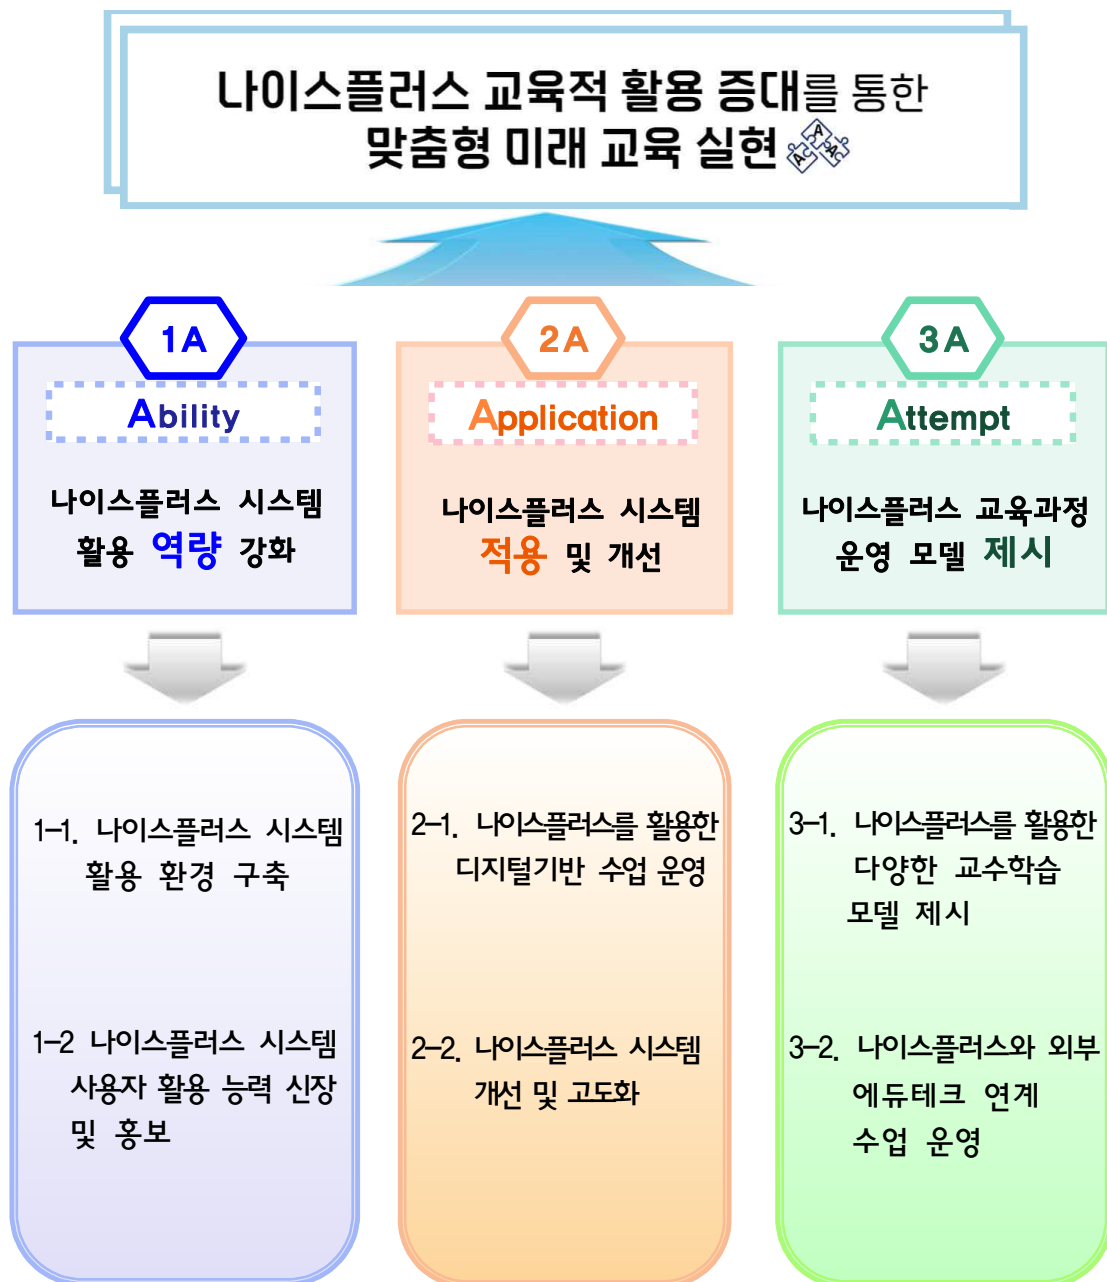 나이스플러스 교육적 활용 증대를 통한
맞춤형 미래 교육 실현
A
A
A
1A
Ability
나이스플러스 시스템
활용 역량 강화
2A
Application
나이스플러스 시스템
적용 및 개선
3A
Attempt
나이스플러스 교육과정
운영 모델 제시
1-1. 나이스플러스 시스템
활용 환경 구축
1-2 나이스플러스 시스템
사용자 활용 능력 신장
및 홍보
2-1. 나이스플러스를 활용한
디지털기반 수업 운영
2-2. 나이스플러스 시스템
개선 및 고도화
3-1. 나이스플러스를 활용한
다양한 교수학습
모델 제시
3-2. 나이스플러스와 외부
에듀테크 연계
수업 운영